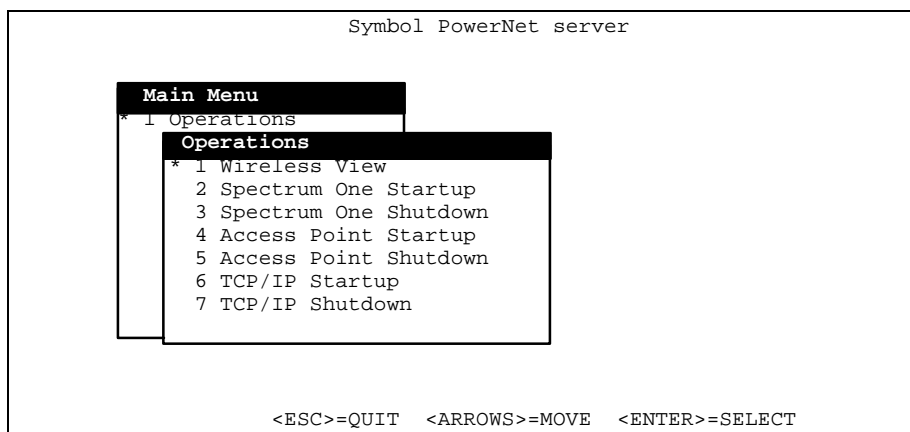 Symbol PowerNet server
Main Menu
* 1 Operations
Operations
* 1 Wireless View
2 Spectrum One Startup
3 Spectrum One Shutdown
4 Access Point Startup
5 Access Point Shutdown
6 TCP/IP Startup
7 TCP/IP Shutdown
<ESC>=QUIT <ARROWS>=MOVE <ENTER>=SELECT